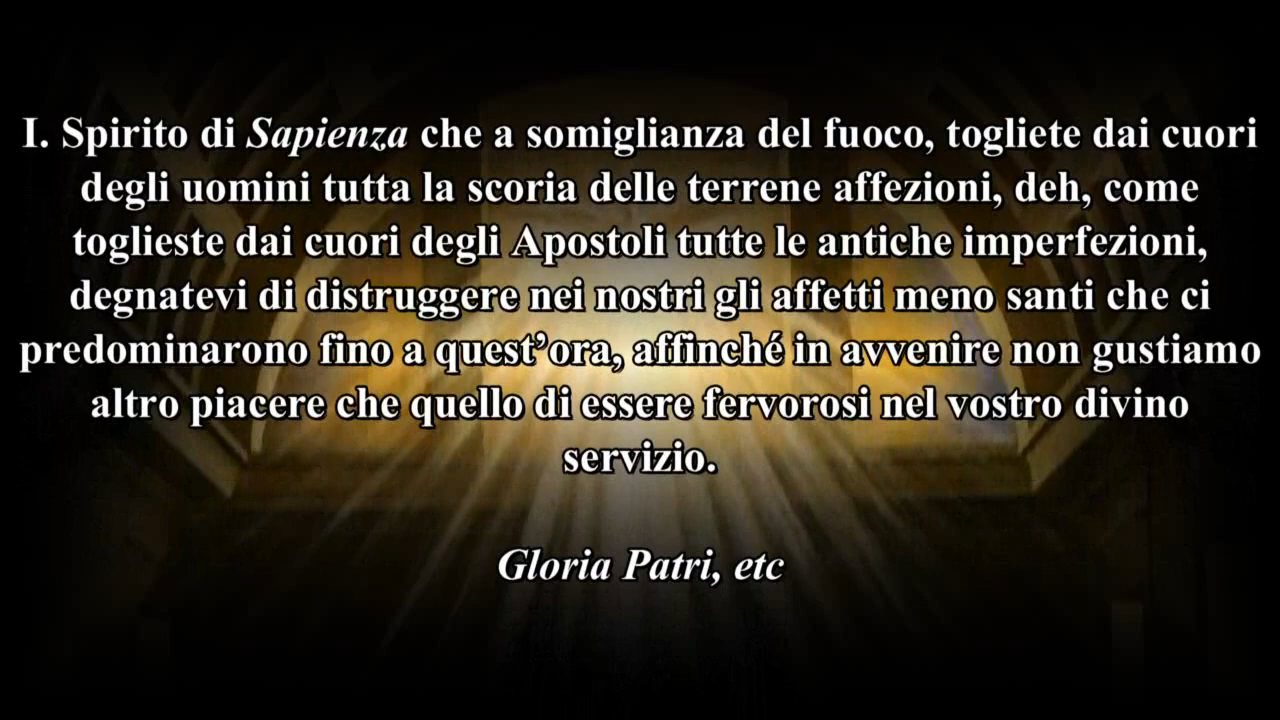 I. Spirito di Sapienza che a somiglianza del fuoco, togliete dai cuori
degli uomini tutta la scoria delle terrene affezioni, deh, come
toglieste dai cuori degli Apostoli tutte le antiche imperfezioni,
degnatevi di distruggere nei nostri gli affetti meno santi che ci
predominarono fino a quest’ora, affinché in avvenire non gustiamo
altro piacere che quello di essere fervorosi nel vostro divino
servizio.
Gloria Patri, etc